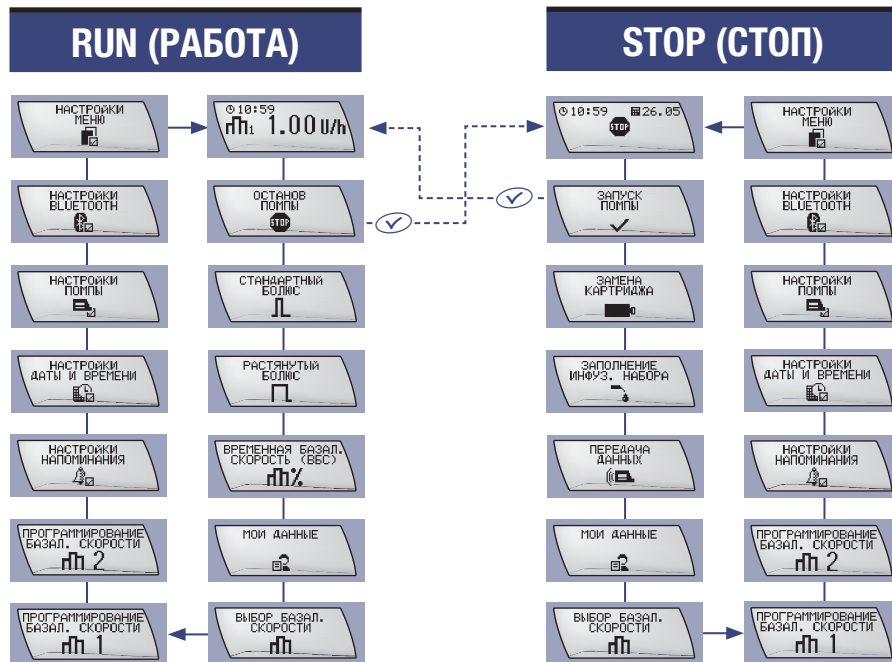 RUN (РАБОТА)
НАСТРОЙКИ
МЕНЮ
НАСТРОЙКИ
BLUETOOTH
НАСТРОЙКИ
ПОМПЫ
НАСТРОЙКИ
ДАТЫ И ВРЕМЕНИ
НАСТРОЙКИ
НАПОМИНАНИЯ
ПРОГРАММИРОВАНИЕ
БАЗАЛ. СКОРОСТИ
2
ПРОГРАММИРОВАНИЕ
БАЗАЛ. СКОРОСТИ
1
10:59
1 1.00 U/h
ОСТАНОВ
ПОМПЫ
STOP
СТАНДАРТНЫЙ
БОЛЮС
РАСТЯНУТЫЙ
БОЛЮС
ВРЕМЕННАЯ БАЗАЛ.
СКОРОСТЬ (ВБС)
%
МОИ ДАННЫЕ
ВЫБОР БАЗАЛ.
СКОРОСТИ
STOP (СТОП)
10:59 26.05
STOP
ЗАПУСК
ПОМПЫ
ЗАМЕНА
КАРТРИДЖА
ЗАПОЛНЕНИЕ
ИНФУЗ. НАБОРА
ПЕРЕДАЧА
ДАННЫХ
МОИ ДАННЫЕ
ВЫБОР БАЗАЛ.
СКОРОСТИ
НАСТРОЙКИ
МЕНЮ
НАСТРОЙКИ
BLUETOOTH
НАСТРОЙКИ
ПОМПЫ
НАСТРОЙКИ
ДАТЫ И ВРЕМЕНИ
НАСТРОЙКИ
НАПОМИНАНИЯ
ПРОГРАММИРОВАНИЕ
БАЗАЛ. СКОРОСТИ
2
ПРОГРАММИРОВАНИЕ
БАЗАЛ. СКОРОСТИ
1